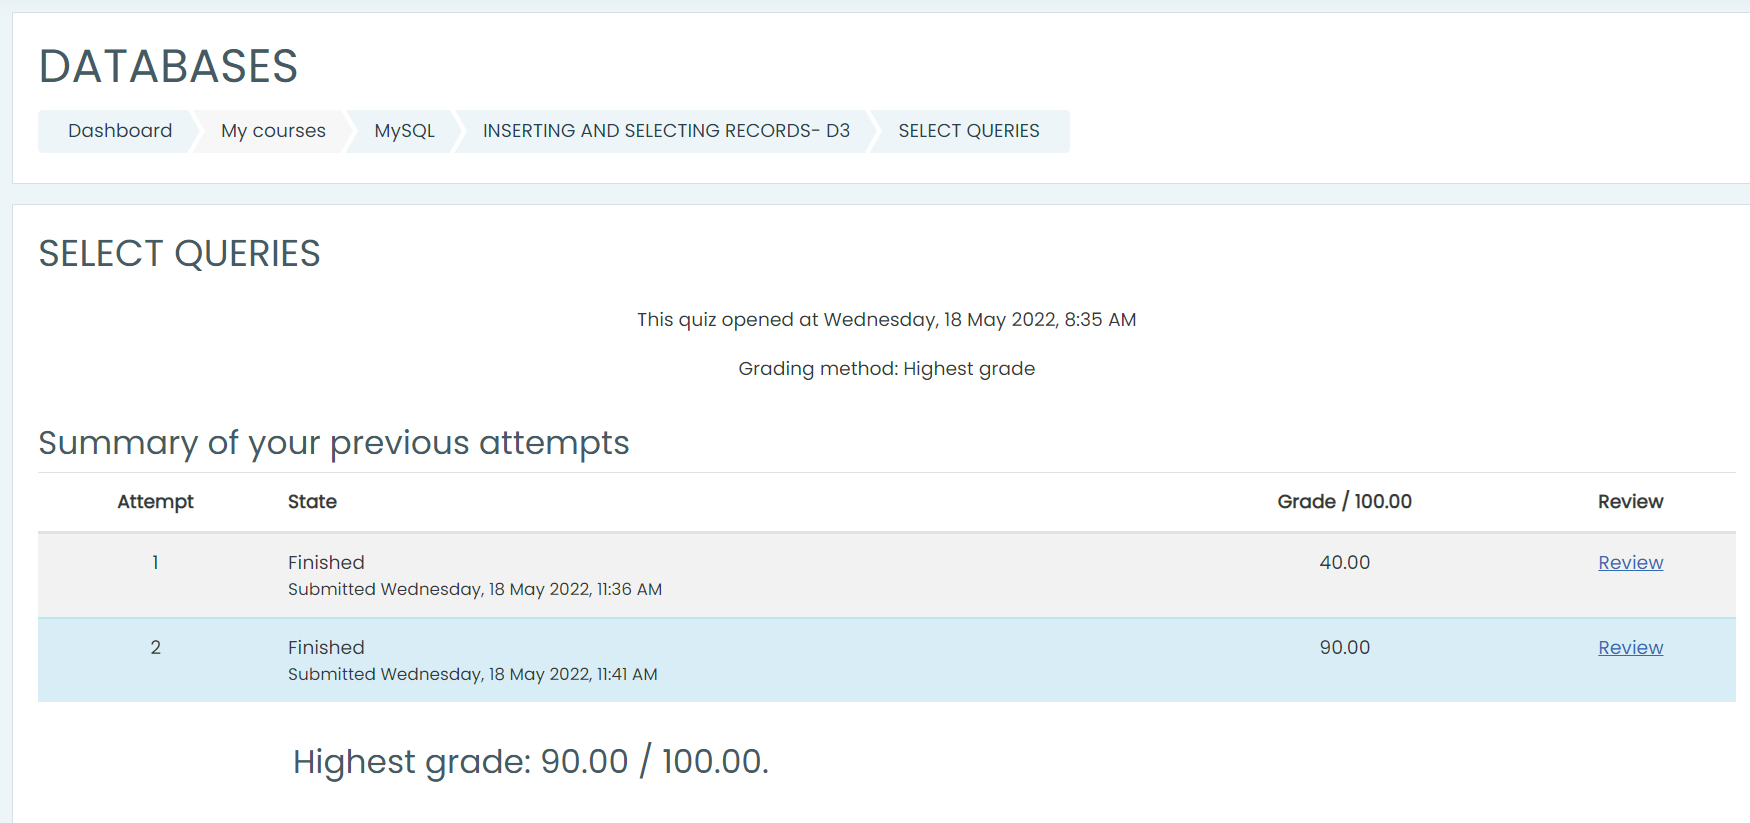 DATABASES
Dashboard My courses MySQL INSERTING AND SELECTING RECORDS- D3 SELECT QUERIES
SELECT QUERIES
This quiz opened at Wednesday, 18 May 2022, 8:35 AM
Grading method: Highest grade
Summary of your previous attempts
Attempt State Grade / 100.00 Review
1 Finished 40.00 Review
Submitted Wednesday, 18 May 2022, 11:36 AM
2 Finished 90.00 Review
Submitted Wednesday, 18 May 2022, 11:41 AM
Highest grade: 90.00 / 100.00.